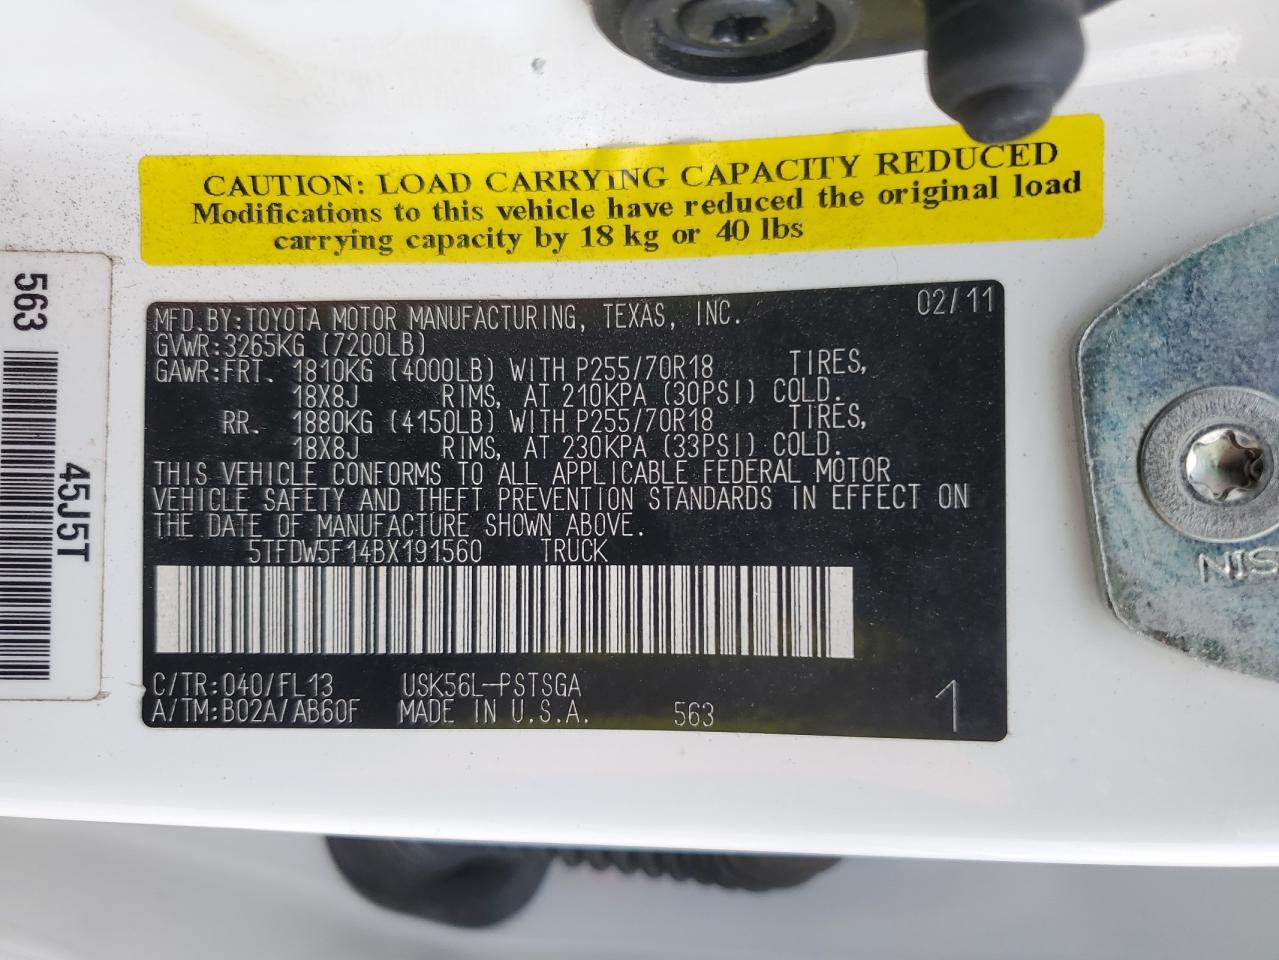 CAUTION: LOAD CARRYING CAPACITY REDUCED
Modifications to this vehicle have reduced the original load
carrying capacity by 18 kg or 40 lbs
MFD.BY:TOYOTA MOTOR MANUFACTURING, TEXAS, INC. 02/11
GVWR:3265KG (7200LB)
GAWR:FRT. 1810KG (4000LB) WITH P255/70R18 TIRES,
18X8J RIMS, AT 210KPA (30PSI) COLD.
RR. 1880KG (4150LB) WITH P255/70R18 TIRES,
18X8J RIMS, AT 230KPA (33PSI) COLD.
THIS VEHICLE CONFORMS TO ALL APPLICABLE FEDERAL MOTOR
VEHICLE SAFETY AND THEFT PREVENTION STANDARDS IN EFFECT ON
THE DATE OF MANUFACTURE SHOWN ABOVE.
5TFDW5F14BX191560 TRUCK
C/TR:040/FL13 USK56L-PSTSGA
A/TM:B02A/AB60F MADE IN U.S.A. 563 1
563
45J5T